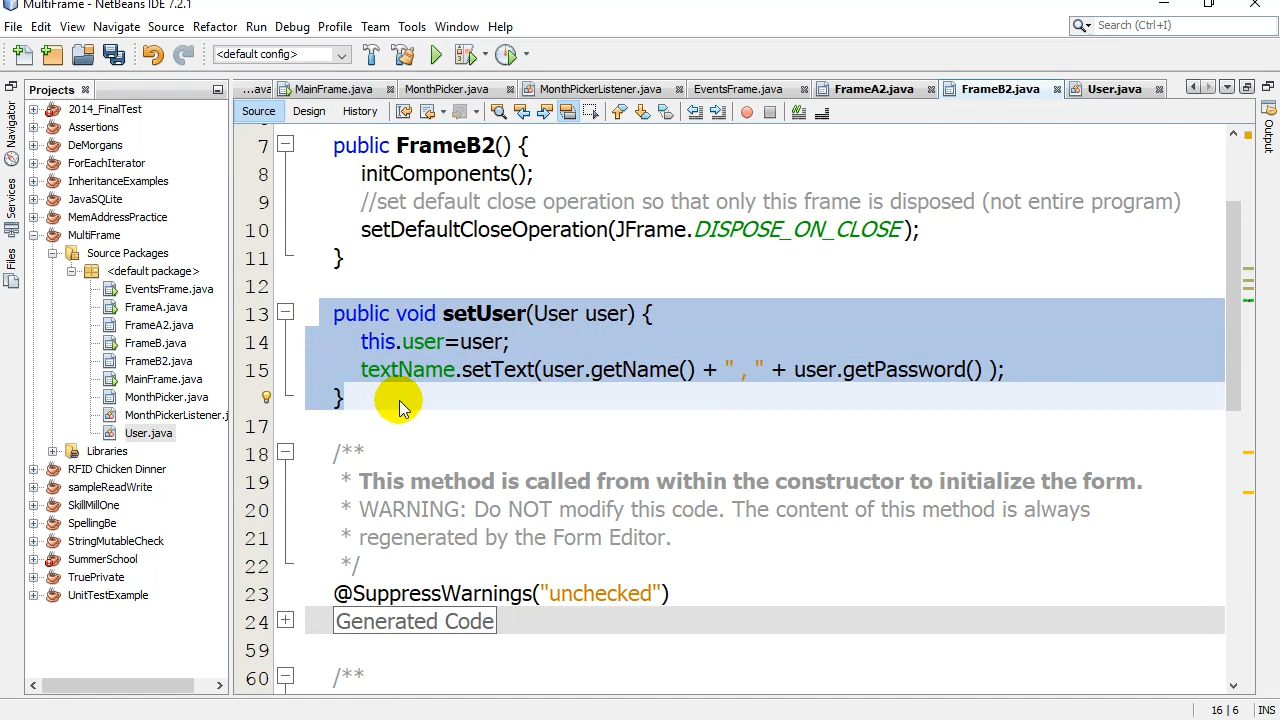 MultiFrame - NetBeans IDE 7.2.1
File Edit View Navigate Source Refactor Run Debug Profile Team Tools Window Help
Search (Ctrl+I)
<default config>
Projects
...ava MainFrame.java MonthPicker.java MonthPickerListener.java EventsFrame.java FrameA2.java FrameB2.java User.java
Source Design History
Navigator
Services
Files
Output
2014_FinalTest
Assertions
DeMorgans
ForEachIterator
InheritanceExamples
JavaSQLite
MemAddressPractice
MultiFrame
Source Packages
<default package>
EventsFrame.java
FrameA.java
FrameA2.java
FrameB.java
FrameB2.java
MainFrame.java
MonthPicker.java
MonthPickerListener.j
User.java
Libraries
RFID Chicken Dinner
sampleReadWrite
SkillMillOne
SpellingBe
StringMutableCheck
SummerSchool
TruePrivate
UnitTestExample
7 public FrameB2() {
8 initComponents();
9 //set default close operation so that only this frame is disposed (not entire program)
10 setDefaultCloseOperation(JFrame.DISPOSE_ON_CLOSE);
11 }
12
13 public void setUser(User user) {
14 this.user=user;
15 textName.setText(user.getName() + " , " + user.getPassword() );
}
17
18 /**
19 * This method is called from within the constructor to initialize the form.
20 * WARNING: Do NOT modify this code. The content of this method is always
21 * regenerated by the Form Editor.
22 */
23 @SuppressWarnings("unchecked")
24 Generated Code
59
60 /**
16 | 6 INS